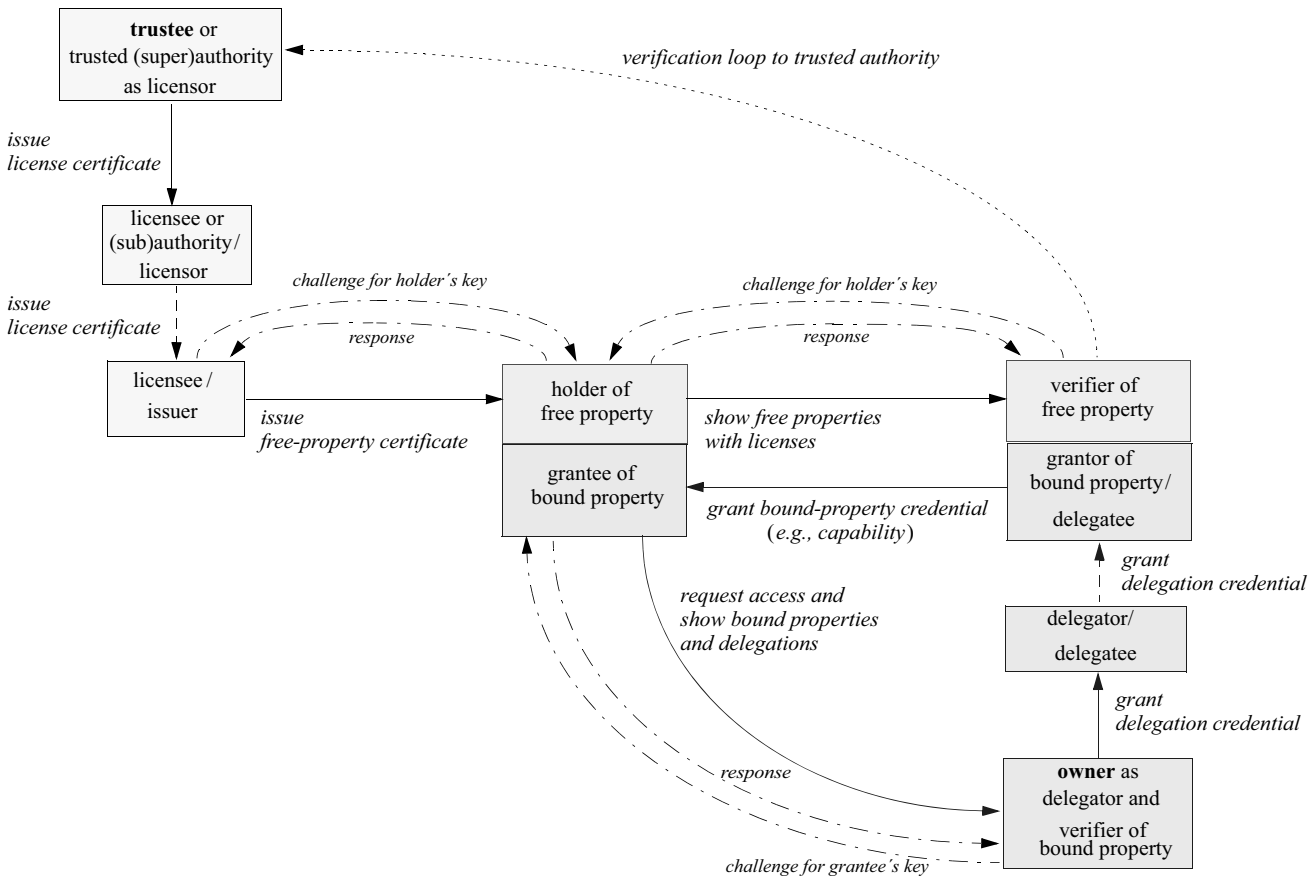 trustee or
trusted (super)authority
as licensor
verification loop to trusted authority
issue
license certificate
licensee or
(sub)authority/
licensor
issue
license certificate
challenge for holder´s key
response
challenge for holder´s key
response
licensee/
issuer
issue
free-property certificate
holder of
free property
show free properties
with licenses
verifier of
free property
grantee of
bound property
grant bound-property credential
(e.g., capability)
grantor of
bound property/
delegatee
grant
delegation credential
request access and
show bound properties
and delegations
delegator/
delegatee
grant
delegation credential
response
owner as
delegator and
verifier of
bound property
challenge for grantee´s key